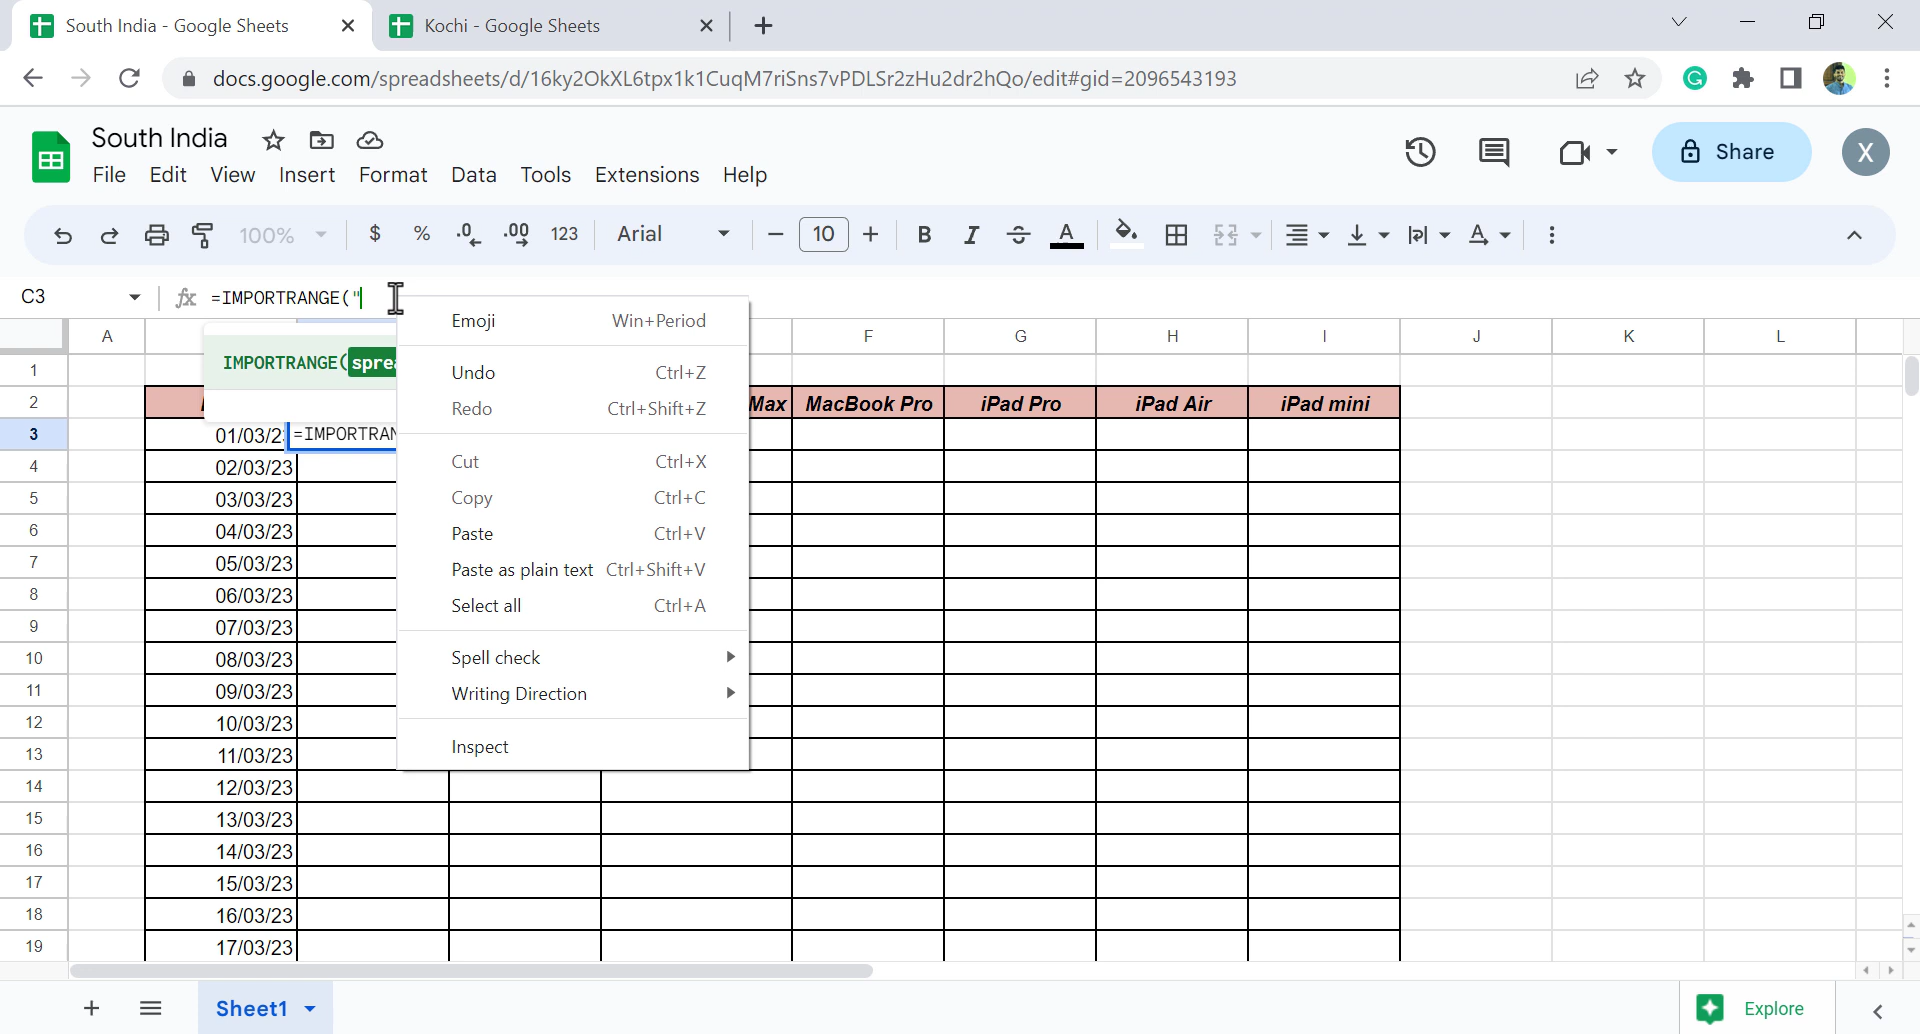 South India - Google Sheets
Kochi - Google Sheets
docs.google.com/spreadsheets/d/16ky2OkXL6tpx1k1CuqM7riSns7vPDLSr2zHu2dr2hQo/edit#gid=2096543193
South India
File Edit View Insert Format Data Tools Extensions Help
Share
X
100% $ % .0 .00 123 Arial 10 B I S A
C3 fx =IMPORTRANGE("
A F G H I J K L
IMPORTRANGE(
Emoji Win+Period
Undo Ctrl+Z
Redo Ctrl+Shift+Z
Cut Ctrl+X
Copy Ctrl+C
Paste Ctrl+V
Paste as plain text Ctrl+Shift+V
Select all Ctrl+A
Spell check
Writing Direction
Inspect
1
2 Max MacBook Pro iPad Pro iPad Air iPad mini
3 01/03/2 =IMPORTRAN
4 02/03/23
5 03/03/23
6 04/03/23
7 05/03/23
8 06/03/23
9 07/03/23
10 08/03/23
11 09/03/23
12 10/03/23
13 11/03/23
14 12/03/23
15 13/03/23
16 14/03/23
17 15/03/23
18 16/03/23
19 17/03/23
Sheet1
Explore